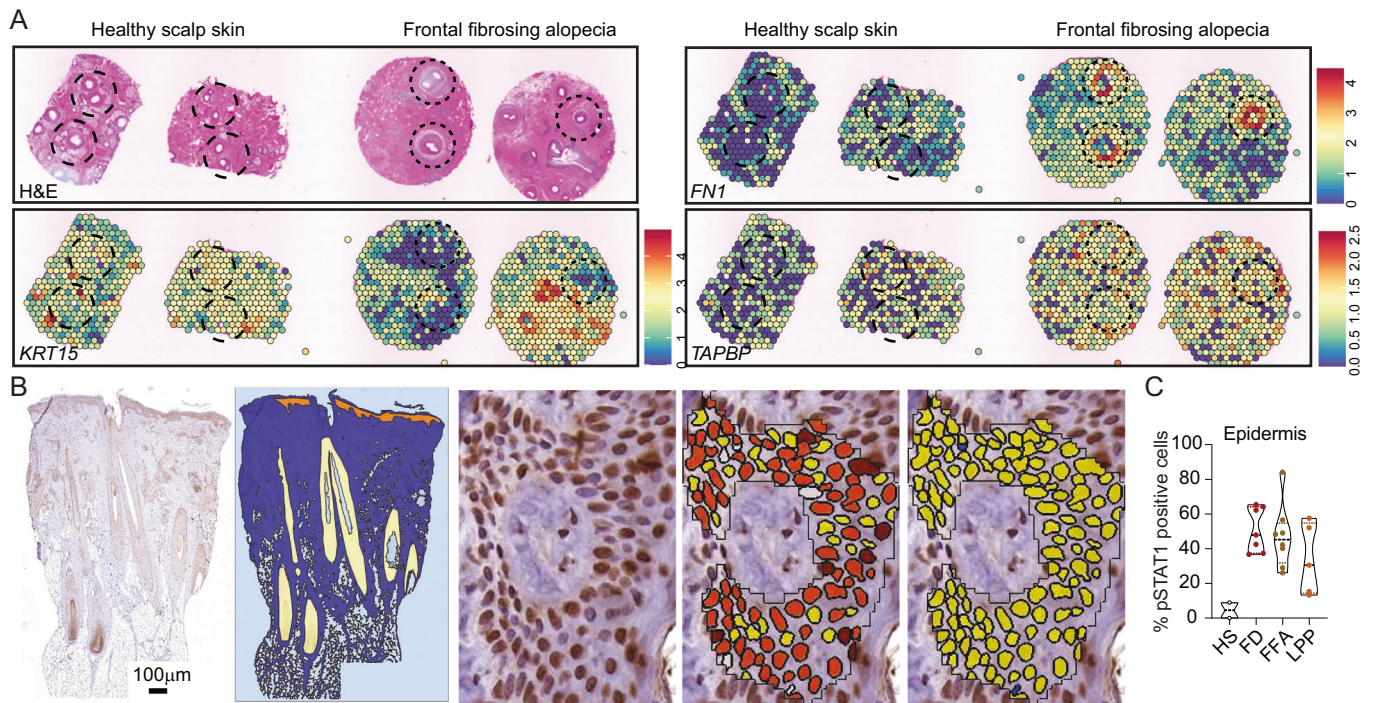 A
Healthy scalp skin
Frontal fibrosing alopecia
Healthy scalp skin
Frontal fibrosing alopecia
H&E
FN1
4
3
2
1
0
KRT15
4
3
2
1
0
TAPBP
2.5
2.0
1.5
1.0
0.5
0.0
B
100μm
C
Epidermis
% pSTAT1 positive cells
100
80
60
40
20
0
HS
FD
FFA
LPP